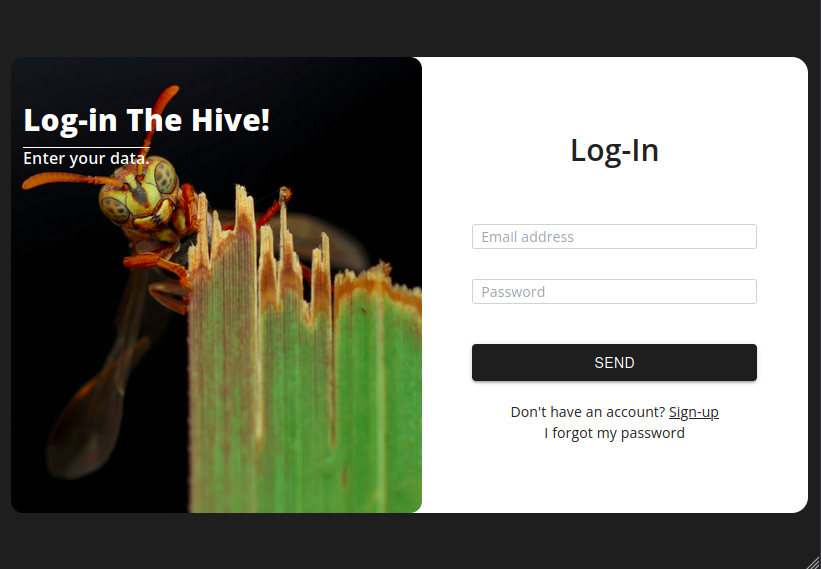 Log-in The Hive!
Enter your data.
Log-In
Email address
Password
SEND
Don't have an account? Sign-up
I forgot my password